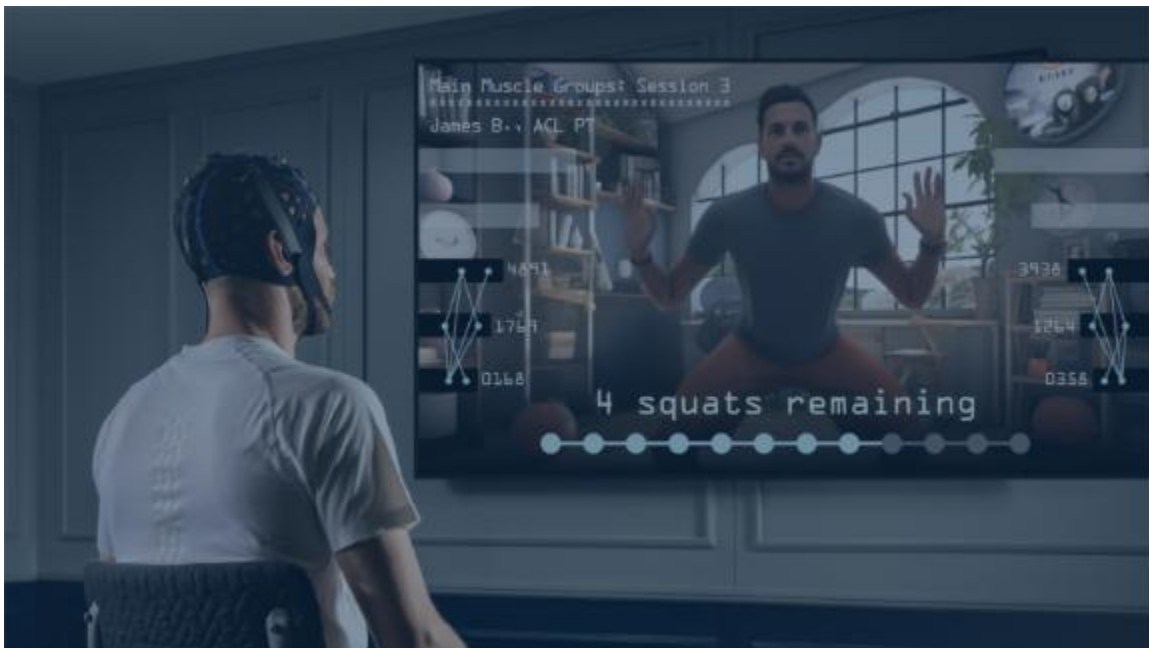 Main Muscle Groups: Session 3
James B., ACL PT
4891
1769
0168
3938
1264
0358
4 squats remaining